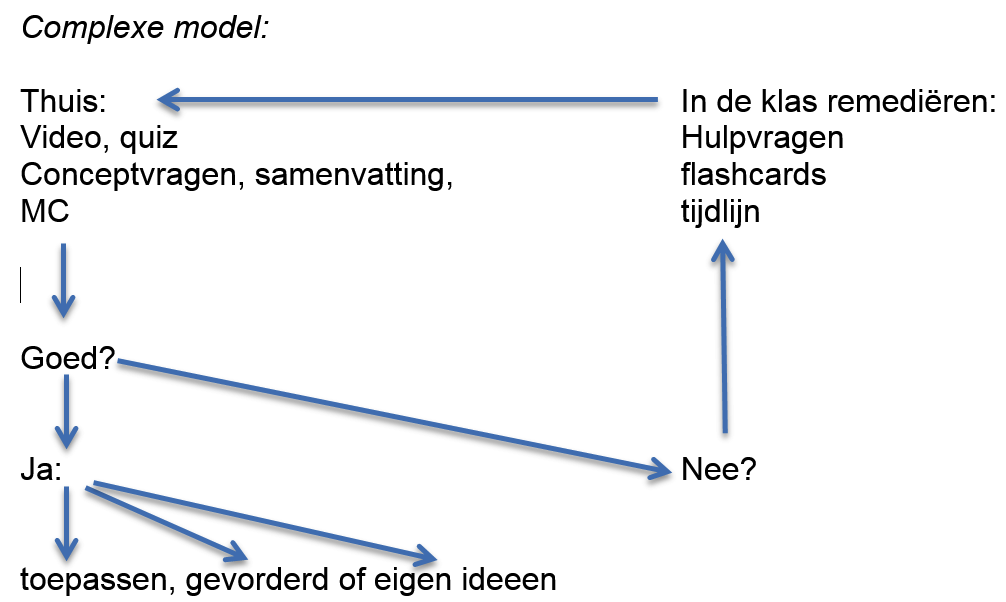 Complexe model:
Thuis:
Video, quiz
Conceptvragen, samenvatting,
MC
In de klas remediëren:
Hulpvragen
flashcards
tijdlijn
Goed?
Ja:
Nee?
toepassen, gevorderd of eigen ideeen